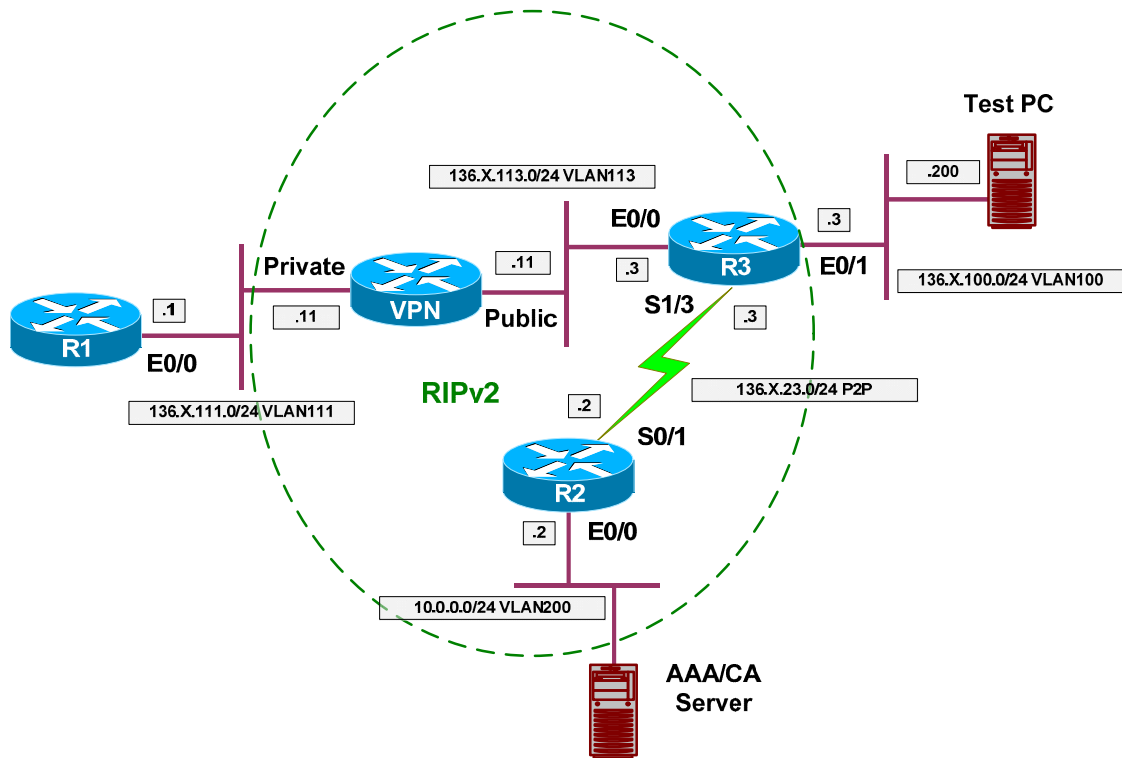 Test PC
.200
136.X.113.0/24 VLAN113
E0/0
.3
R3
.3
E0/1
136.X.100.0/24 VLAN100
Private
.11
VPN
.11
Public
S1/3
.3
.1
R1
E0/0
136.X.111.0/24 VLAN111
RIPv2
136.X.23.0/24 P2P
.2
S0/1
R2
.2
E0/0
10.0.0.0/24 VLAN200
AAA/CA
Server